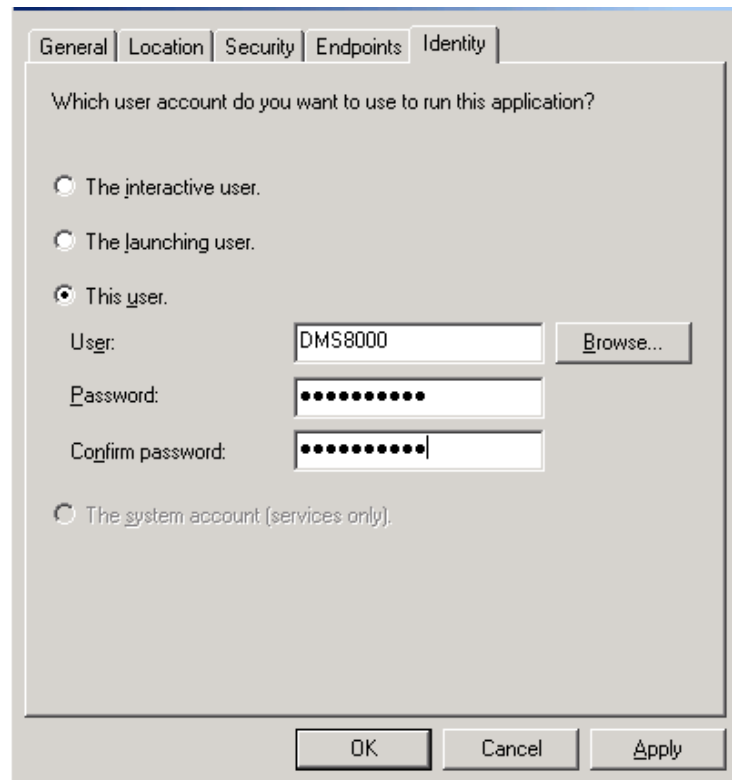 General Location Security Endpoints Identity
Which user account do you want to use to run this application?
The interactive user.
The launching user.
This user.
User: DMS8000 Browse...
Password: ●●●●●●●●●●
Confirm password: ●●●●●●●●●●
The system account (services only).
OK Cancel Apply